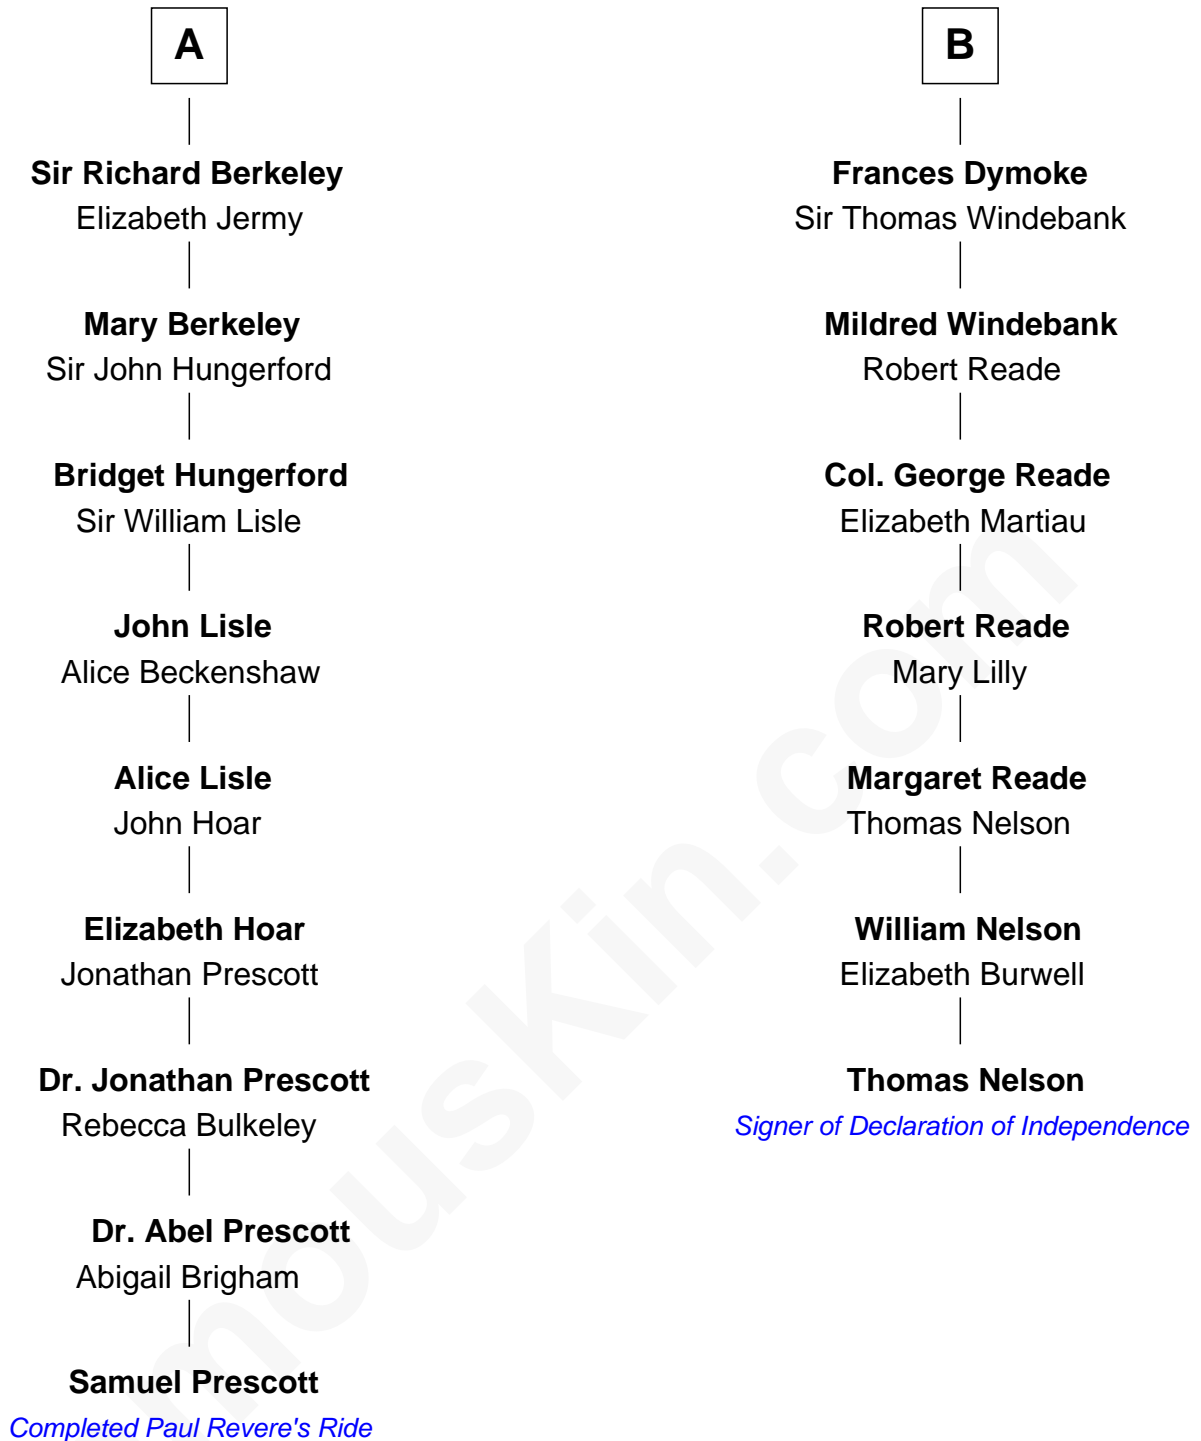 A
Sir Richard Berkeley
Elizabeth Jermy
Mary Berkeley
Sir John Hungerford
Bridget Hungerford
Sir William Lisle
John Lisle
Alice Beckenshaw
Alice Lisle
John Hoar
Elizabeth Hoar
Jonathan Prescott
Dr. Jonathan Prescott
Rebecca Bulkeley
Dr. Abel Prescott
Abigail Brigham
Samuel Prescott
Completed Paul Revere's Ride
B
Frances Dymoke
Sir Thomas Windebank
Mildred Windebank
Robert Reade
Col. George Reade
Elizabeth Martiau
Robert Reade
Mary Lilly
Margaret Reade
Thomas Nelson
William Nelson
Elizabeth Burwell
Thomas Nelson
Signer of Declaration of Independence
mousKin.com